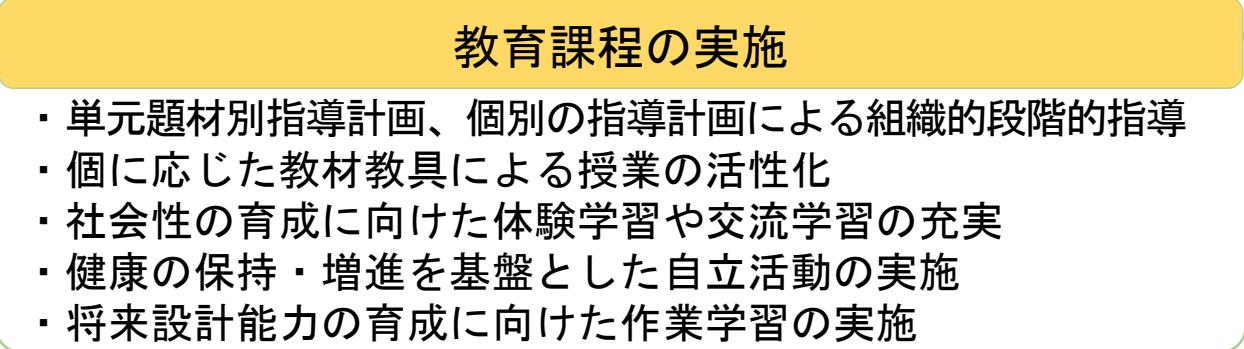 教育課程の実施
・単元題材別指導計画、個別の指導計画による組織的段階的指導
・個に応じた教材教具による授業の活性化
・社会性の育成に向けた体験学習や交流学習の充実
・健康の保持・増進を基盤とした自立活動の実施
・将来設計能力の育成に向けた作業学習の実施